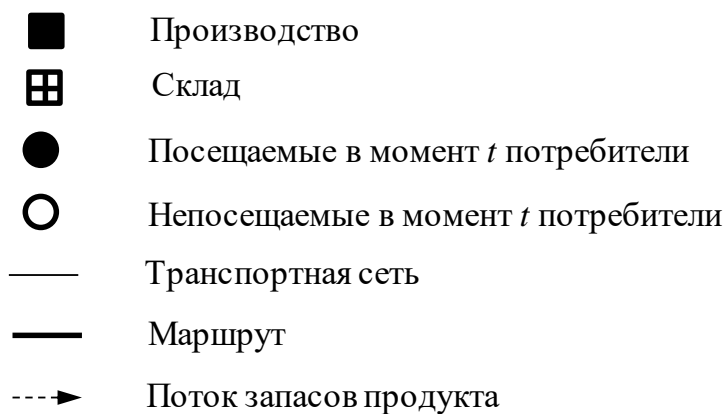 Производство
Склад
Посещаемые в момент t потребители
Непосещаемые в момент t потребители
Транспортная сеть
Маршрут
Поток запасов продукта